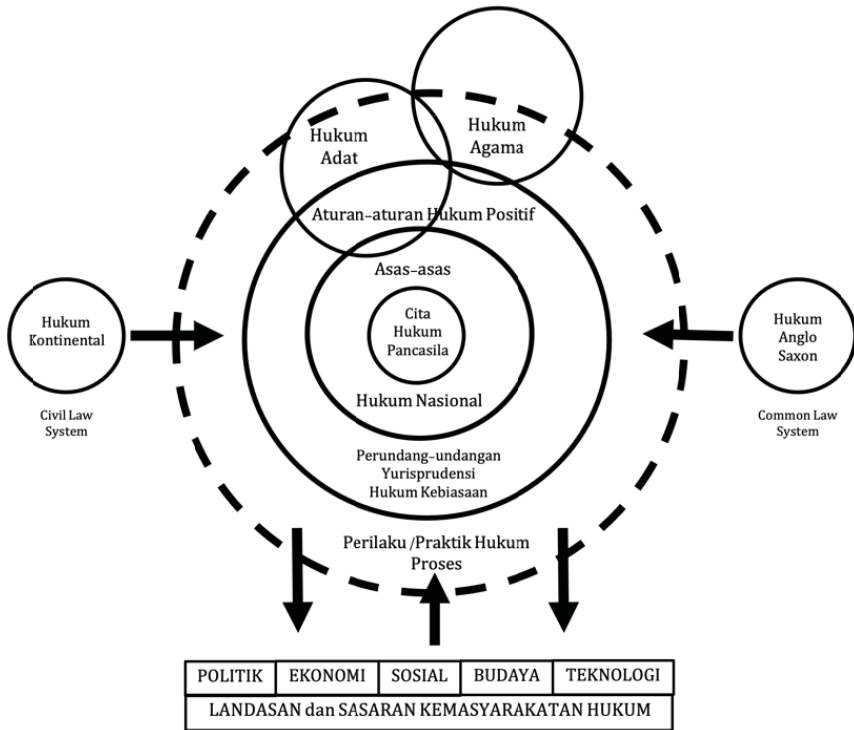 Hukum
Adat
Hukum
Agama
Aturan-aturan Hukum Positif
Asas-asas
Cita
Hukum
Pancasila
Hukum Nasional
Perundang-undangan
Yurisprudensi
Hukum Kebiasaan
Hukum
Kontinental
Civil Law
System
Hukum
Anglo
Saxon
Common Law
System
Perilaku /Praktik Hukum
Proses
POLITIK EKONOMI SOSIAL BUDAYA TEKNOLOGI
LANDASAN dan SASARAN KEMASYARAKATAN HUKUM